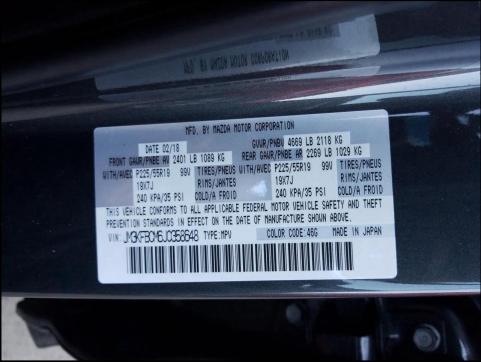 MFD. BY MAZDA MOTOR CORPORATION
DATE 02/18 GVWR/PNBV 4669 LB 2118 KG
FRONT GAWR/PNBE AV 2401 LB 1089 KG REAR GAWR/PNBE AR 2269 LB 1029 KG
WITH/AVEC P225/55R19 99V TIRES/PNEUS WITH/AVEC P225/55R19 99V TIRES/PNEUS
19X7J RIMS/JANTES 19X7J RIMS/JANTES
240 KPA/35 PSI COLD/A FROID 240 KPA/35 PSI COLD/A FROID
THIS VEHICLE CONFORMS TO ALL APPLICABLE FEDERAL MOTOR VEHICLE SAFETY AND THEFT
PREVENTION STANDARDS IN EFFECT ON THE DATE OF MANUFACTURE SHOWN ABOVE.
VIN: JM3KFBCM6J0358648 TYPE:MPV COLOR CODE: 46G MADE IN JAPAN